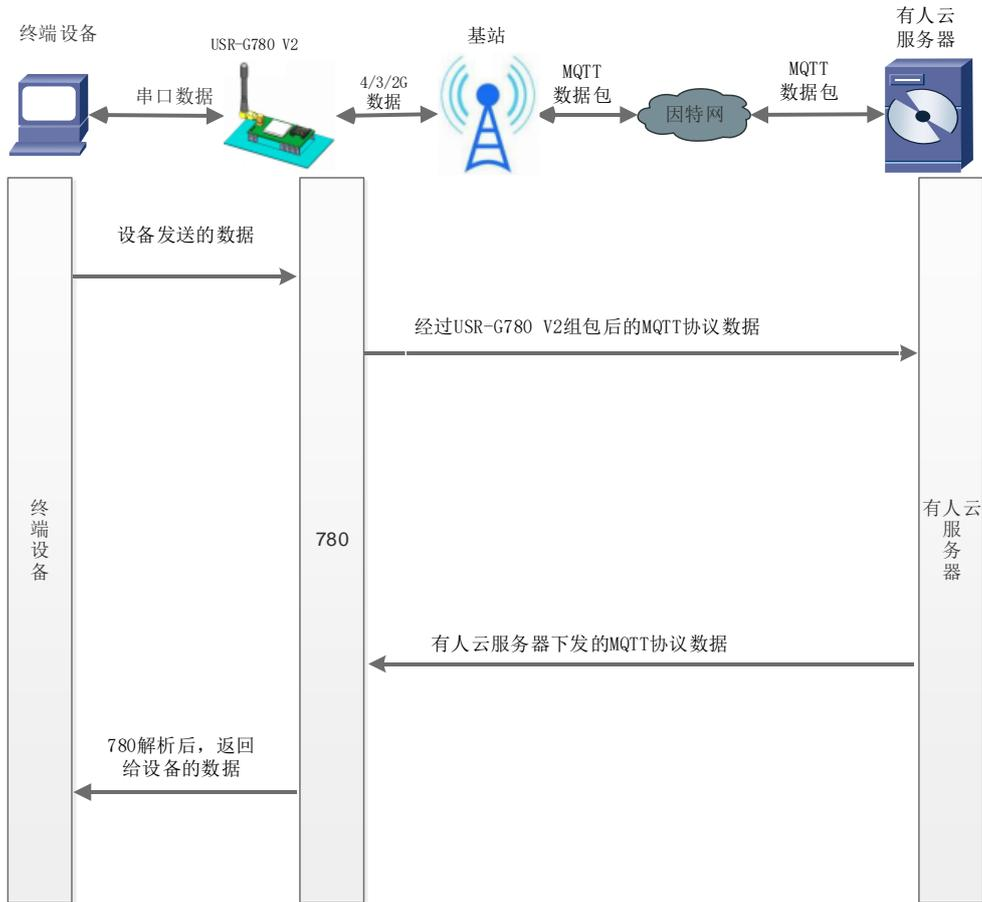 终端设备
USR-G780 V2
基站
有人云
服务器
串口数据
4/3/2G
数据
MQTT
数据包
因特网
MQTT
数据包
设备发送的数据
经过USR-G780 V2组包后的MQTT协议数据
终
端
设
备
780
有人云
服
务
器
有人云服务器下发的MQTT协议数据
780解析后，返回
给设备的数据